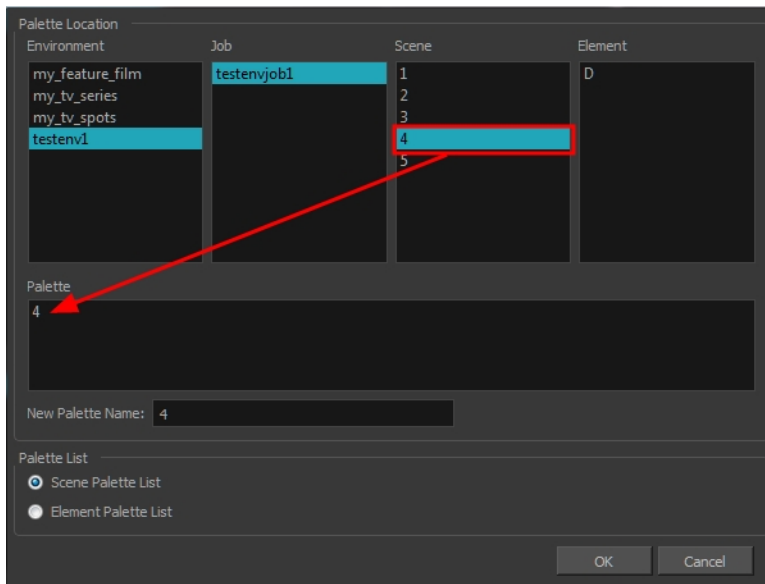 Palette Location
Environment Job Scene Element
my_feature_film testenvjob1 1 D
my_tv_series 2
my_tv_spots 3
testenv1 4
5
Palette
4
New Palette Name: 4
Palette List
Scene Palette List
Element Palette List
OK Cancel